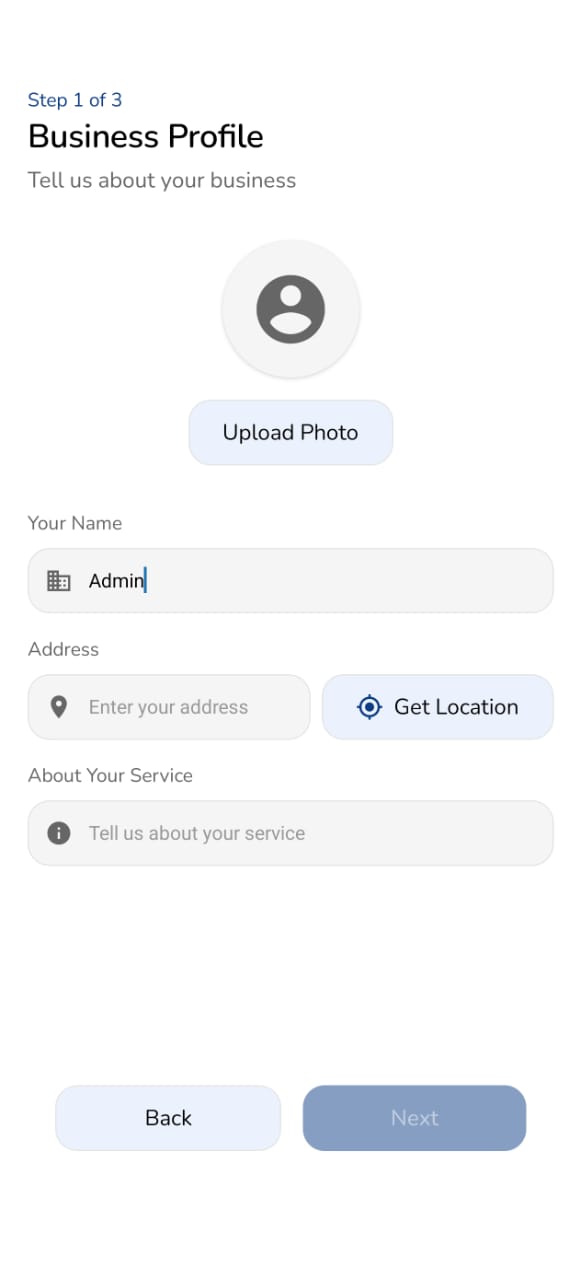 Step 1 of 3
Business Profile
Tell us about your business
Upload Photo
Your Name
Admin
Address
Enter your address
Get Location
About Your Service
Tell us about your service
Back
Next